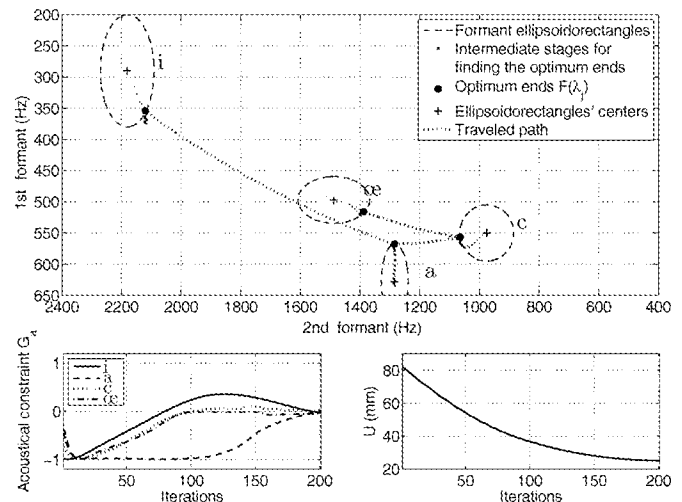 200
250
300
350
400
450
500
550
600
650
1st formant (Hz)
2400 2200 2000 1800 1600 1400 1200 1000 800 600 400
2nd formant (Hz)
i
œ
c
a
Formant ellipsoidorectangles
Intermediate stages for
finding the optimum ends
Optimum ends F(λj)
Ellipsoidorectangles' centers
Traveled path
Acoustical constraint G
1
0
−1
a
c
œ
50 100 150 200
Iterations
U (mm)
80
60
40
20
50 100 150 200
Iterations